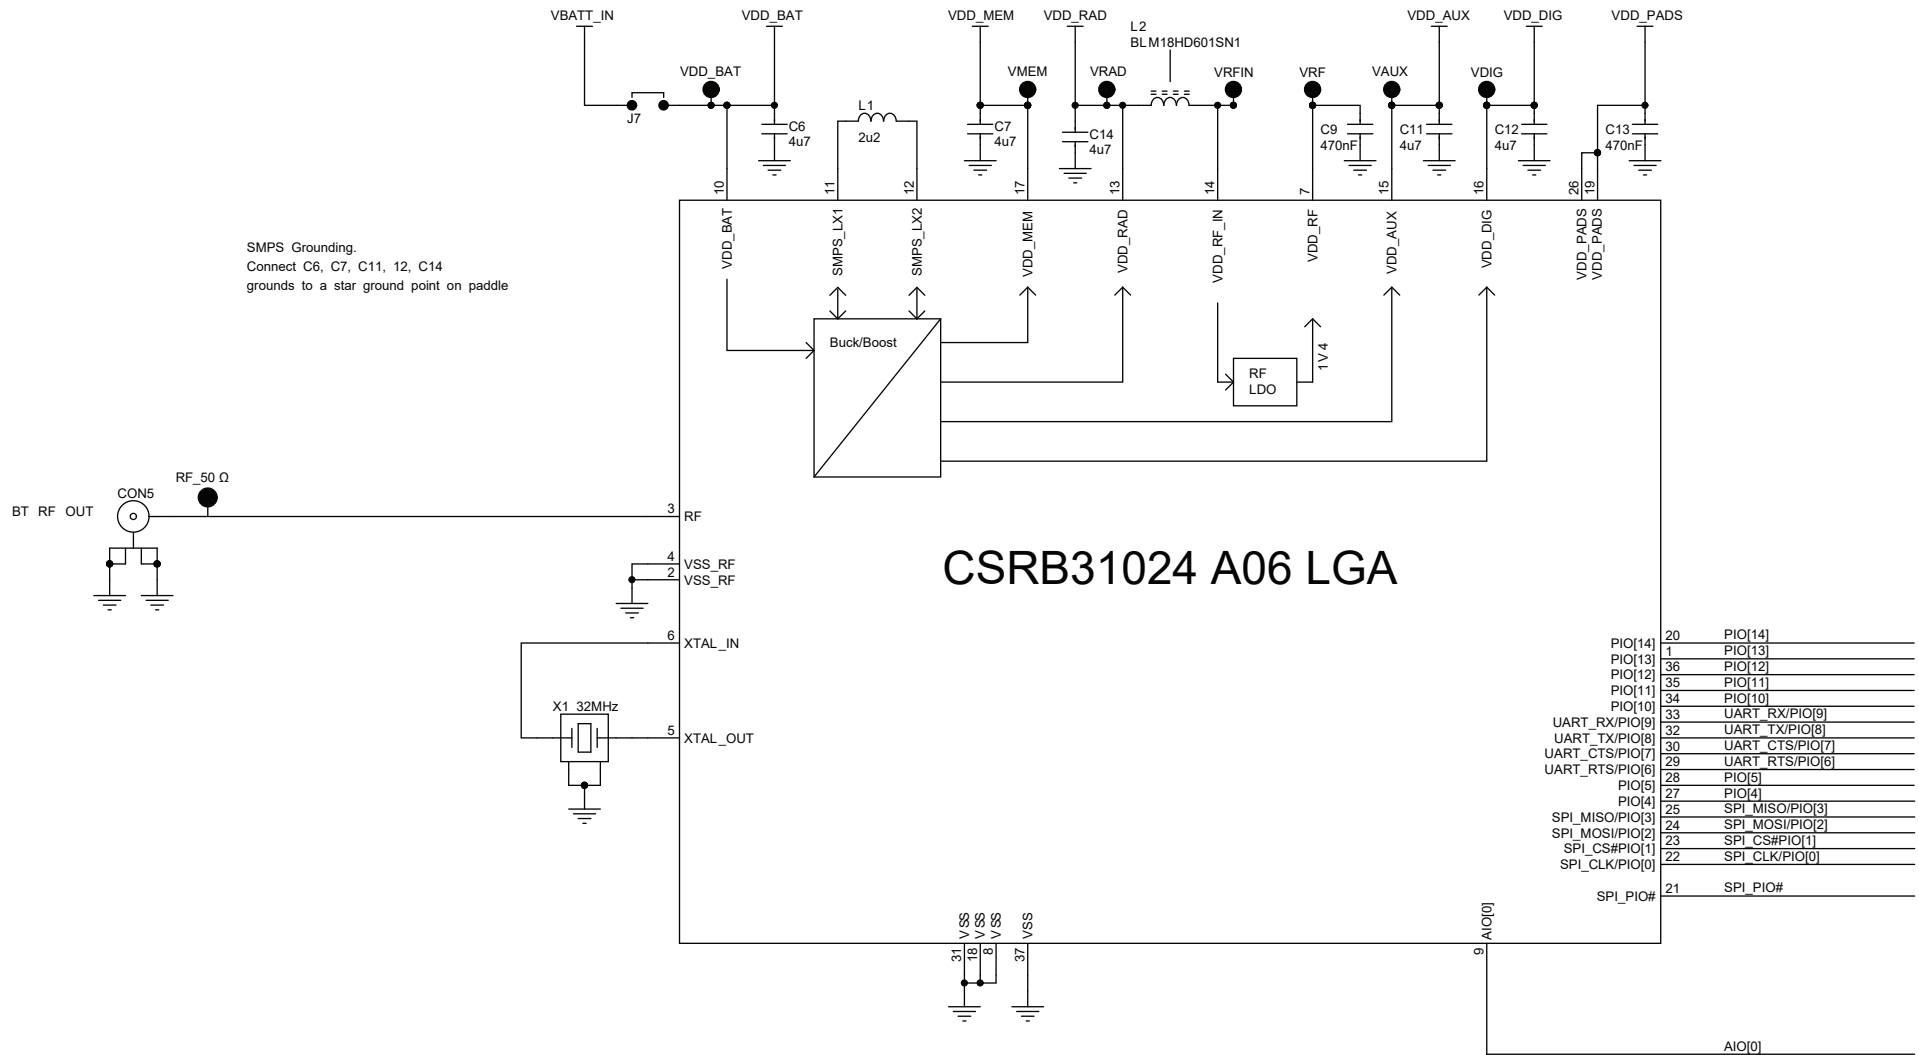 VBATT_IN
VDD_BAT
VDD_MEM
VDD_RAD
L2
BLM18HD601SN1
VDD_AUX
VDD_DIG
VDD_PADS
VDD_BAT
VMEM
VRAD
VRFIN
VRF
VAUX
VDIG
J7
C6
4u7
L1
2u2
C7
4u7
C14
4u7
C9
470nF
C11
4u7
C12
4u7
C13
470nF
10
11
12
17
13
14
7
15
16
26
19
VDD_BAT
SMPS_LX1
SMPS_LX2
VDD_MEM
VDD_RAD
VDD_RF_IN
VDD_RF
VDD_AUX
VDD_DIG
VDD_PADS
VDD_PADS
SMPS Grounding.
Connect C6, C7, C11, 12, C14
grounds to a star ground point on paddle
Buck/Boost
RF
LDO
1V4
BT RF OUT
CON5
RF_50 Ω
3 RF
4 VSS_RF
2 VSS_RF
6 XTAL_IN
X1 32MHz
5 XTAL_OUT
CSRB31024 A06 LGA
PIO[14] 20 PIO[14]
PIO[13] 1 PIO[13]
PIO[12] 36 PIO[12]
PIO[11] 35 PIO[11]
PIO[10] 34 PIO[10]
UART_RX/PIO[9] 33 UART_RX/PIO[9]
UART_TX/PIO[8] 32 UART_TX/PIO[8]
UART_CTS/PIO[7] 30 UART_CTS/PIO[7]
UART_RTS/PIO[6] 29 UART_RTS/PIO[6]
PIO[5] 28 PIO[5]
PIO[4] 27 PIO[4]
SPI_MISO/PIO[3] 25 SPI_MISO/PIO[3]
SPI_MOSI/PIO[2] 24 SPI_MOSI/PIO[2]
SPI_CS#PIO[1] 23 SPI_CS#PIO[1]
SPI_CLK/PIO[0] 22 SPI_CLK/PIO[0]
SPI_PIO# 21 SPI_PIO#
VSS
VSS
VSS
VSS
AIO[0]
31
18
8
37
9
AIO[0]